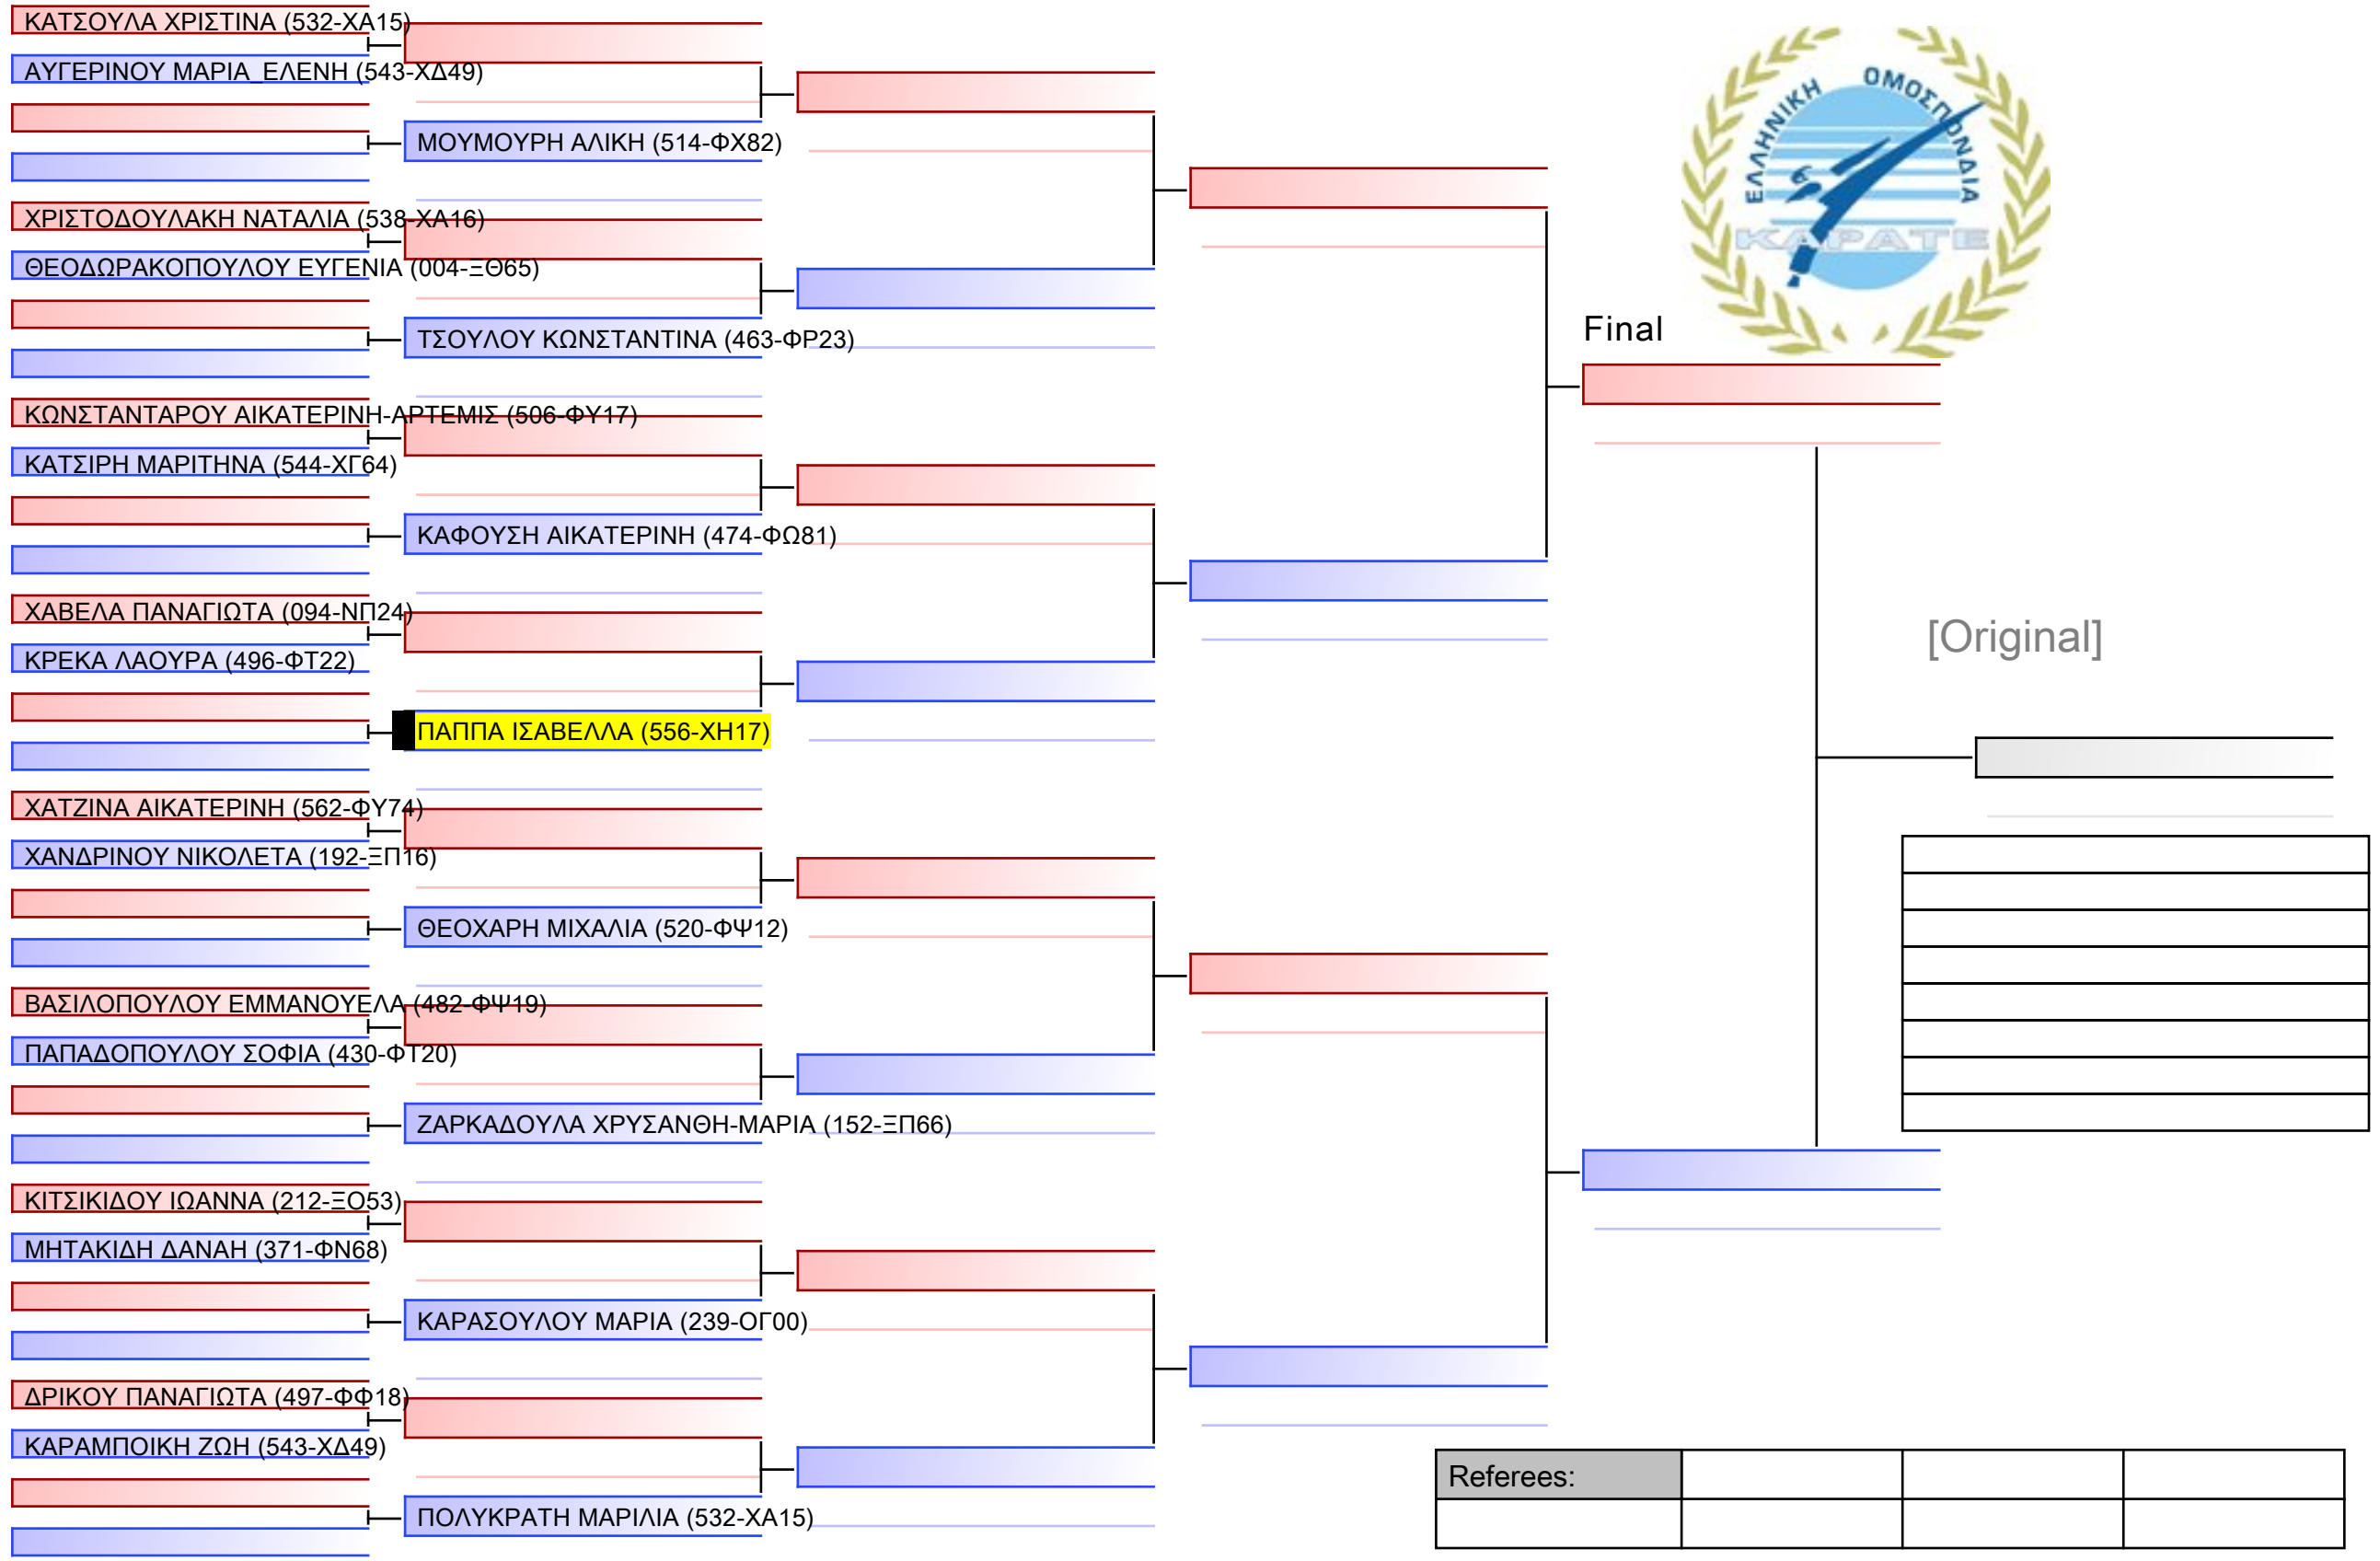 ΚΑΤΣΟΥΛΑ ΧΡΙΣΤΙΝΑ (532-ΧΑ15)
ΑΥΓΕΡΙΝΟΥ ΜΑΡΙΑ_ΕΛΕΝΗ (543-ΧΔ49)
ΜΟΥΜΟΥΡΗ ΑΛΙΚΗ (514-ΦΧ82)
ΧΡΙΣΤΟΔΟΥΛΑΚΗ ΝΑΤΑΛΙΑ (538-ΧΑ16)
ΘΕΟΔΩΡΑΚΟΠΟΥΛΟΥ ΕΥΓΕΝΙΑ (004-ΞΘ65)
ΤΣΟΥΛΟΥ ΚΩΝΣΤΑΝΤΙΝΑ (463-ΦΡ23)
ΚΩΝΣΤΑΝΤΑΡΟΥ ΑΙΚΑΤΕΡΙΝΗ-ΑΡΤΕΜΙΣ (506-ΦΥ17)
ΚΑΤΣΙΡΗ ΜΑΡΙΤΗΝΑ (544-ΧΓ64)
ΚΑΦΟΥΣΗ ΑΙΚΑΤΕΡΙΝΗ (474-ΦΩ81)
ΧΑΒΕΛΑ ΠΑΝΑΓΙΩΤΑ (094-ΝΠ24)
ΚΡΕΚΑ ΛΑΟΥΡΑ (496-ΦΤ22)
ΠΑΠΠΑ ΙΣΑΒΕΛΛΑ (556-ΧΗ17)
ΧΑΤΖΙΝΑ ΑΙΚΑΤΕΡΙΝΗ (562-ΦΥ74)
ΧΑΝΔΡΙΝΟΥ ΝΙΚΟΛΕΤΑ (192-ΞΠ16)
ΘΕΟΧΑΡΗ ΜΙΧΑΛΙΑ (520-ΦΨ12)
ΒΑΣΙΛΟΠΟΥΛΟΥ ΕΜΜΑΝΟΥΕΛΑ (482-ΦΨ19)
ΠΑΠΑΔΟΠΟΥΛΟΥ ΣΟΦΙΑ (430-ΦΤ20)
ΖΑΡΚΑΔΟΥΛΑ ΧΡΥΣΑΝΘΗ-ΜΑΡΙΑ (152-ΞΠ66)
ΚΙΤΣΙΚΙΔΟΥ ΙΩΑΝΝΑ (212-ΞΟ53)
ΜΗΤΑΚΙΔΗ ΔΑΝΑΗ (371-ΦΝ68)
ΚΑΡΑΣΟΥΛΟΥ ΜΑΡΙΑ (239-ΟΓ00)
ΔΡΙΚΟΥ ΠΑΝΑΓΙΩΤΑ (497-ΦΦ18)
ΚΑΡΑΜΠΟΙΚΗ ΖΩΗ (543-ΧΔ49)
ΠΟΛΥΚΡΑΤΗ ΜΑΡΙΛΙΑ (532-ΧΑ15)
ΕΛΛΗΝΙΚΗ ΟΜΟΣΠΟΝΔΙΑ
ΚΑΡΑΤΕ
Final
[Original]
Referees: